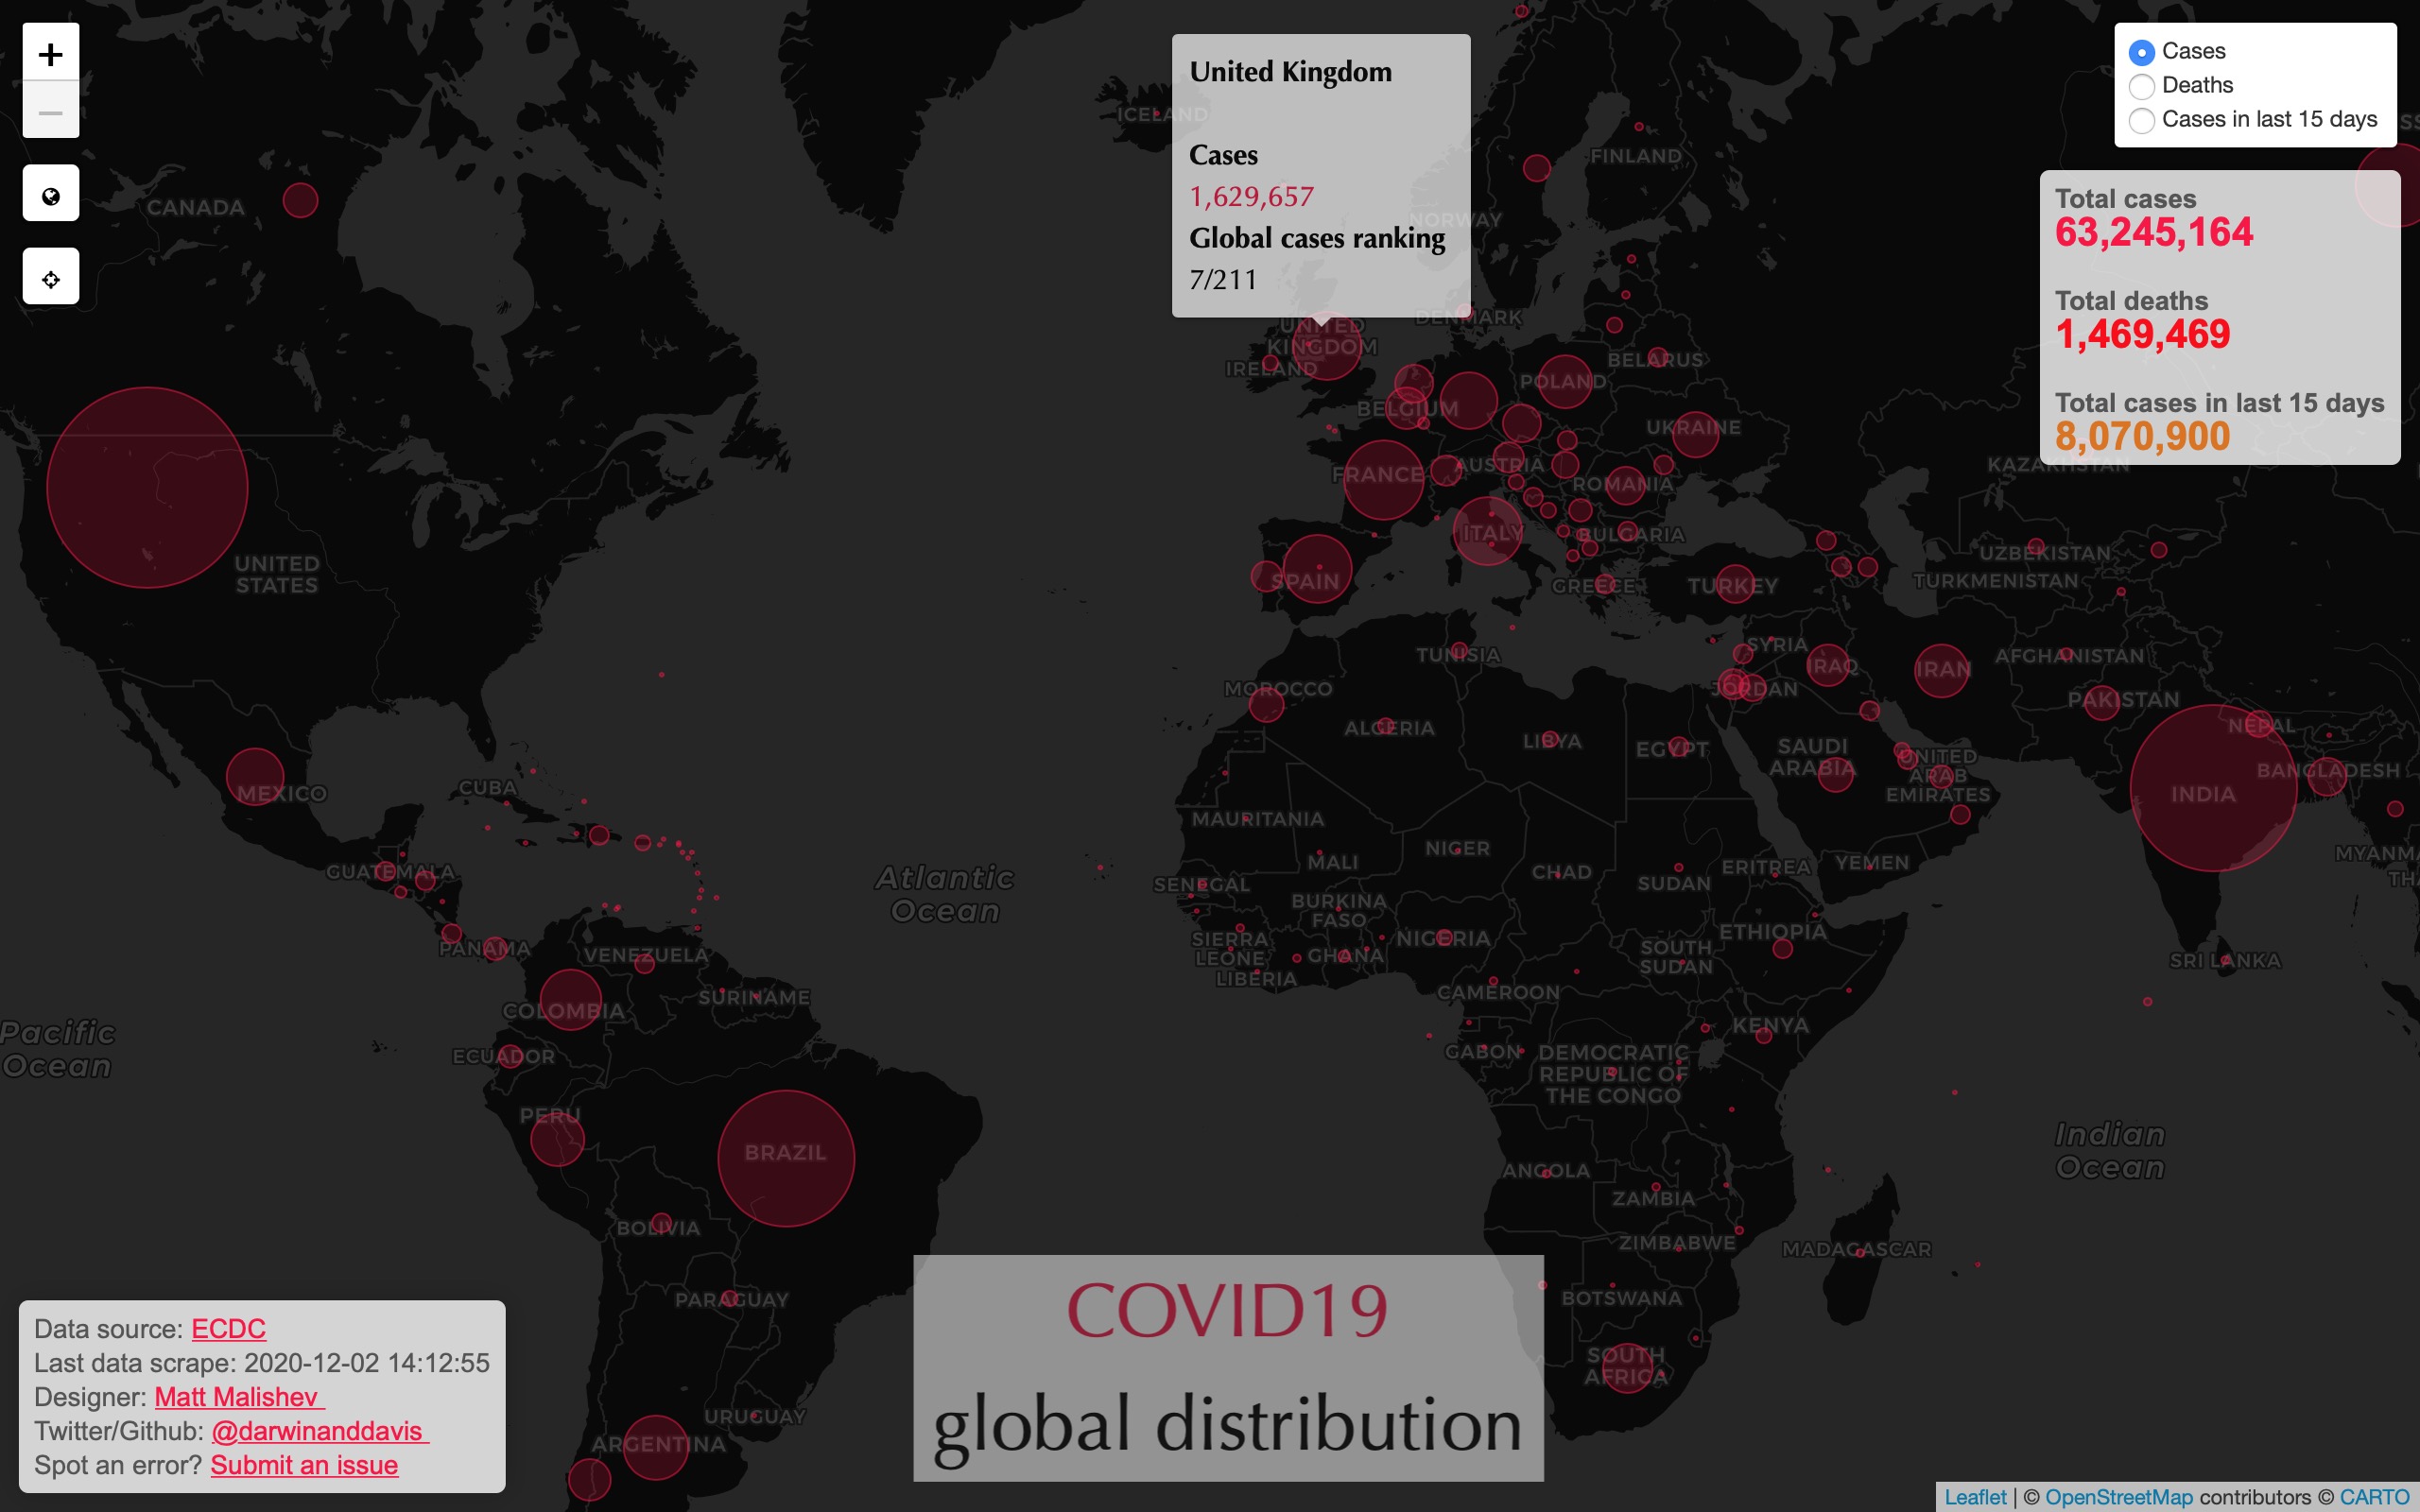 +
−
United Kingdom
Cases
1,629,657
Global cases ranking
7/211
Cases
Deaths
Cases in last 15 days
Total cases
63,245,164
Total deaths
1,469,469
Total cases in last 15 days
8,070,900
ICELAND
FINLAND
NORWAY
CANADA
DENMARK
UNITED
KINGDOM
IRELAND
BELARUS
POLAND
BELGIUM
UKRAINE
FRANCE
AUSTRIA
KAZAKHSTAN
ROMANIA
ITALY
BULGARIA
UZBEKISTAN
UNITED
STATES
SPAIN
GREECE
TURKEY
TURKMENISTAN
TUNISIA
SYRIA
IRAQ
IRAN
AFGHANISTAN
MOROCCO
JORDAN
PAKISTAN
ALGERIA
LIBYA
EGYPT
SAUDI
ARABIA
NEPAL
UNITED
ARAB
EMIRATES
BANGLADESH
MEXICO
CUBA
INDIA
MAURITANIA
MALI
NIGER
CHAD
SUDAN
ERITREA
YEMEN
MYANMA
TH
GUATEMALA
Atlantic
Ocean
SENEGAL
BURKINA
FASO
NIGERIA
ETHIOPIA
SIERRA
LEONE
GHANA
SOUTH
SUDAN
SRI LANKA
PANAMA
VENEZUELA
LIBERIA
CAMEROON
SURINAME
COLOMBIA
Pacific
Ocean
KENYA
ECUADOR
GABON
DEMOCRATIC
REPUBLIC OF
THE CONGO
PERU
BRAZIL
Indian
Ocean
ANGOLA
ZAMBIA
BOLIVIA
ZIMBABWE
MADAGASCAR
PARAGUAY
BOTSWANA
SOUTH
AFRICA
URUGUAY
ARGENTINA
COVID19
global distribution
Data source: ECDC
Last data scrape: 2020-12-02 14:12:55
Designer: Matt Malishev
Twitter/Github: @darwinanddavis
Spot an error? Submit an issue
Leaflet | © OpenStreetMap contributors © CARTO